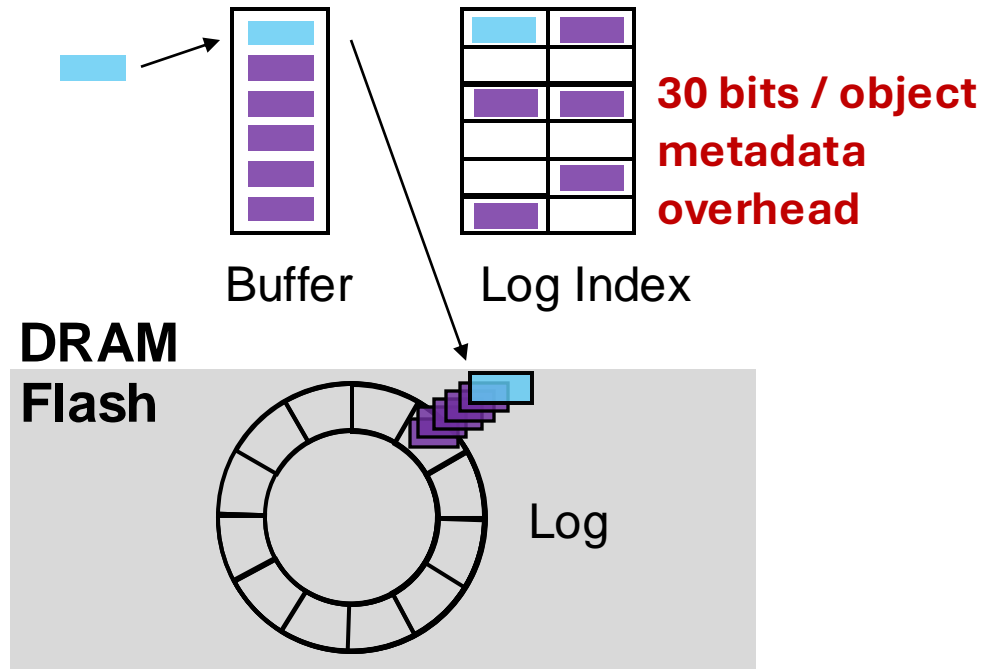 30 bits / object
metadata
overhead
Buffer
Log Index
DRAM
Flash
Log